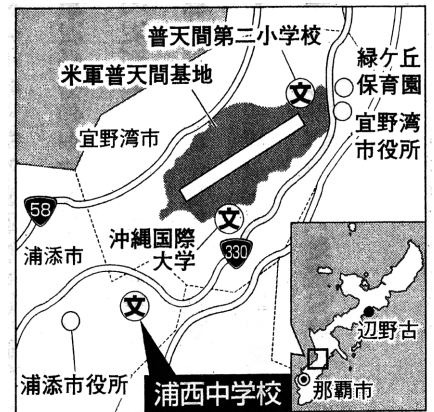 普天間第二小学校
米軍普天間基地
文
緑ケ丘
保育園
宜野湾
市役所
宜野湾市
58
沖縄国際
大学
文
330
浦添市
文
浦添市役所
浦西中学校
辺野古
那覇市